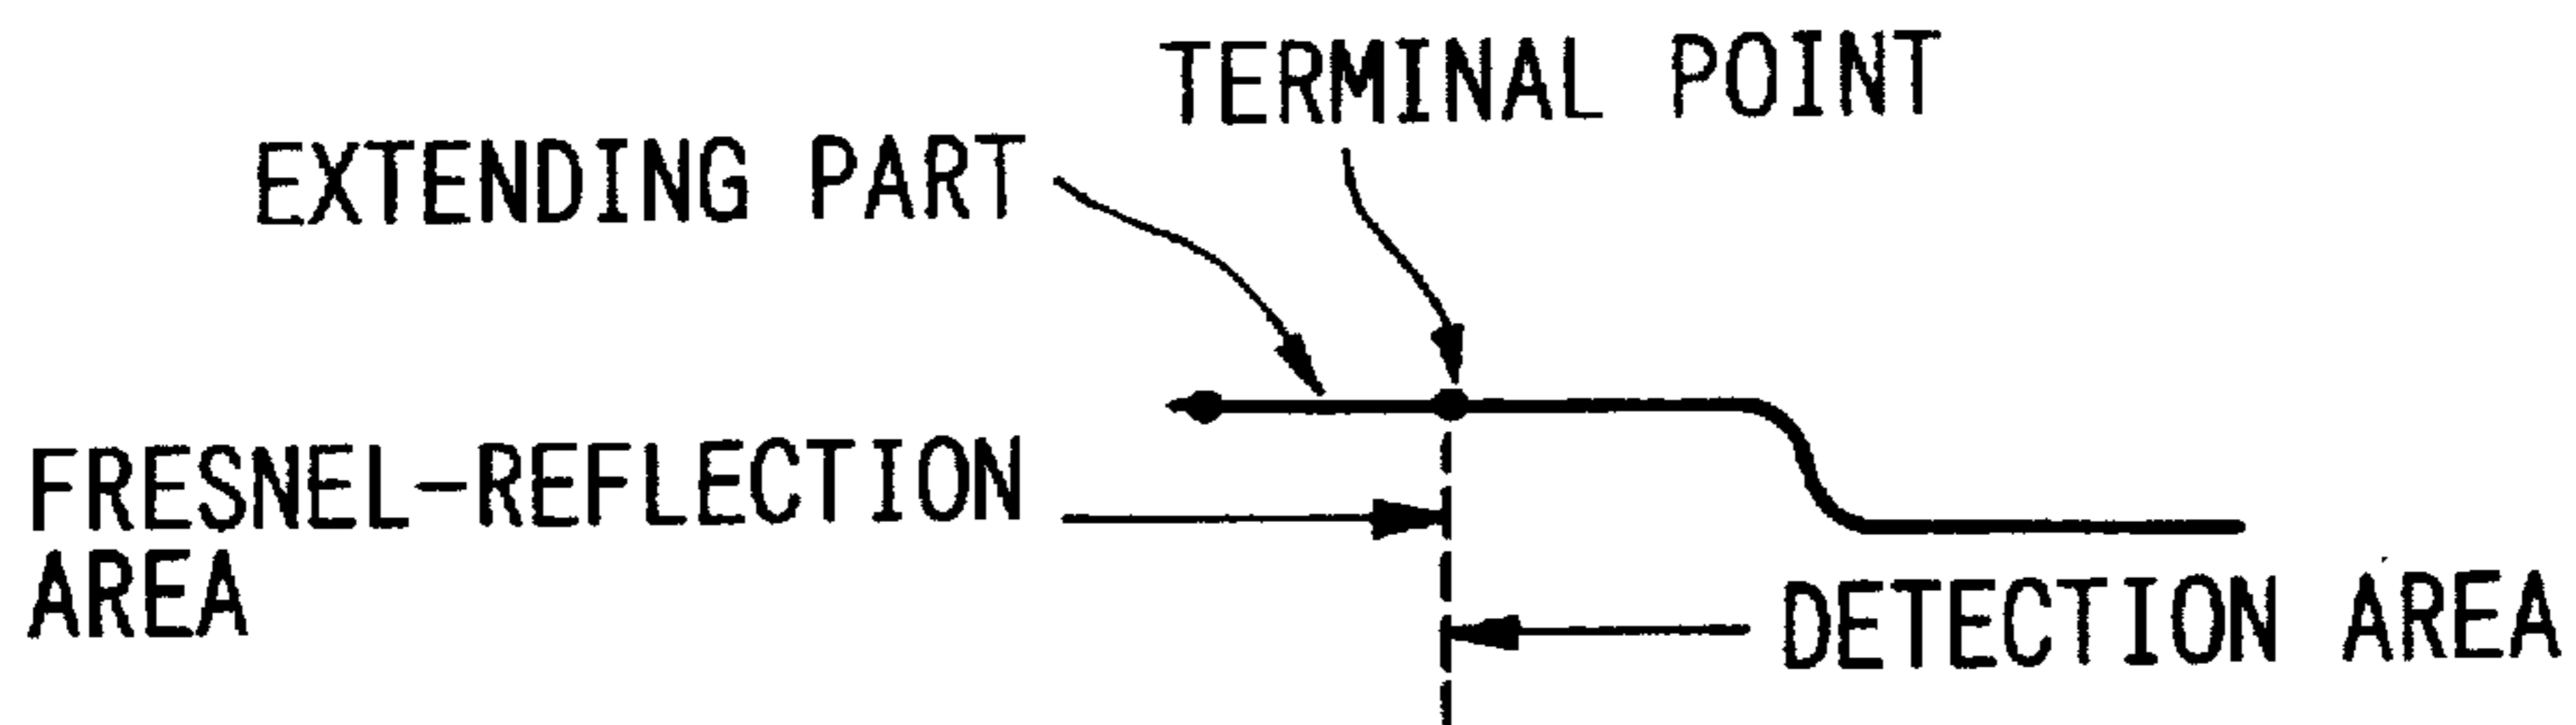 TERMINAL POINT
EXTENDING PART
FRESNEL-REFLECTION
AREA
DETECTION AREA